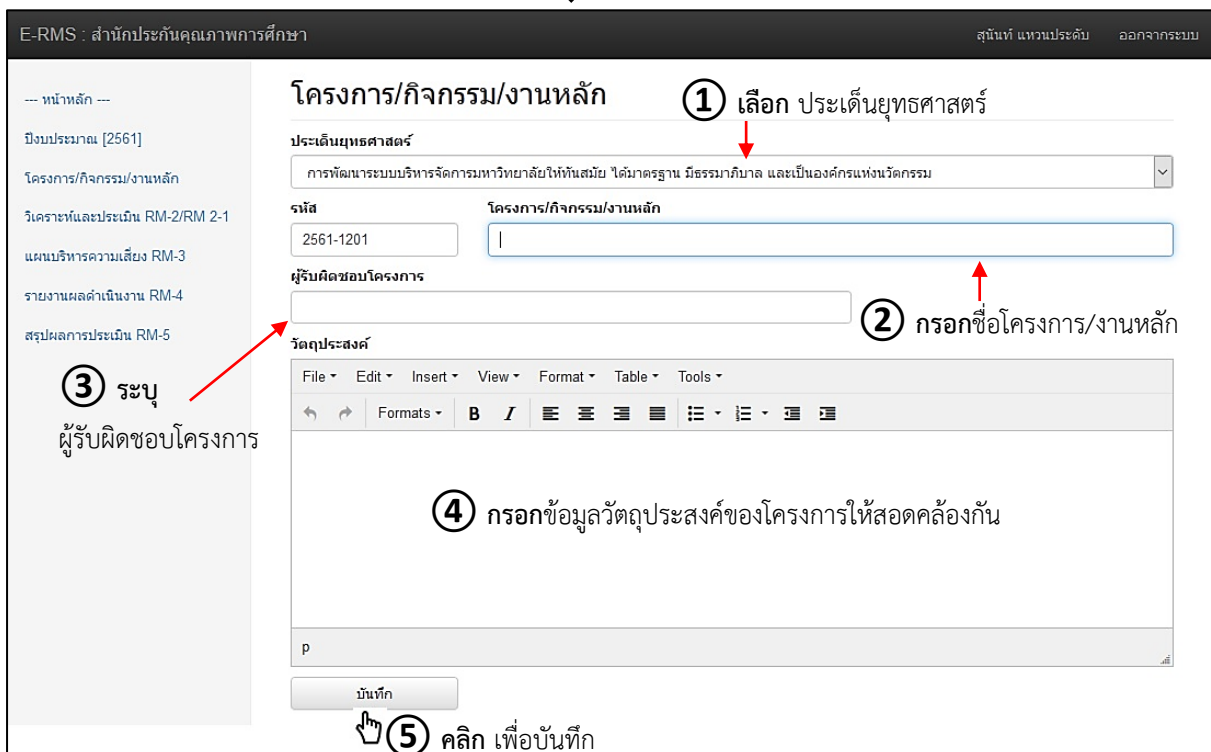 E-RMS : สำนักประกันคุณภาพการศึกษา สุนันท์ แหวนประดับ ออกจากระบบ
--- หน้าหลัก ---
ปีงบประมาณ [2561]
โครงการ/กิจกรรม/งานหลัก
วิเคราะห์และประเมิน RM-2/RM 2-1
แผนบริหารความเสี่ยง RM-3
รายงานผลดำเนินงาน RM-4
สรุปผลการประเมิน RM-5
โครงการ/กิจกรรม/งานหลัก
① เลือก ประเด็นยุทธศาสตร์
ประเด็นยุทธศาสตร์
การพัฒนาระบบบริหารจัดการมหาวิทยาลัยให้ทันสมัย ได้มาตรฐาน มีธรรมาภิบาล และเป็นองค์กรแห่งนวัตกรรม
รหัส โครงการ/กิจกรรม/งานหลัก
2561-1201
ผู้รับผิดชอบโครงการ
② กรอกชื่อโครงการ/งานหลัก
③ ระบุ
ผู้รับผิดชอบโครงการ
วัตถุประสงค์
File Edit Insert View Format Table Tools
Formats B I
④ กรอกข้อมูลวัตถุประสงค์ของโครงการให้สอดคล้องกัน
p
บันทึก
⑤ คลิก เพื่อบันทึก